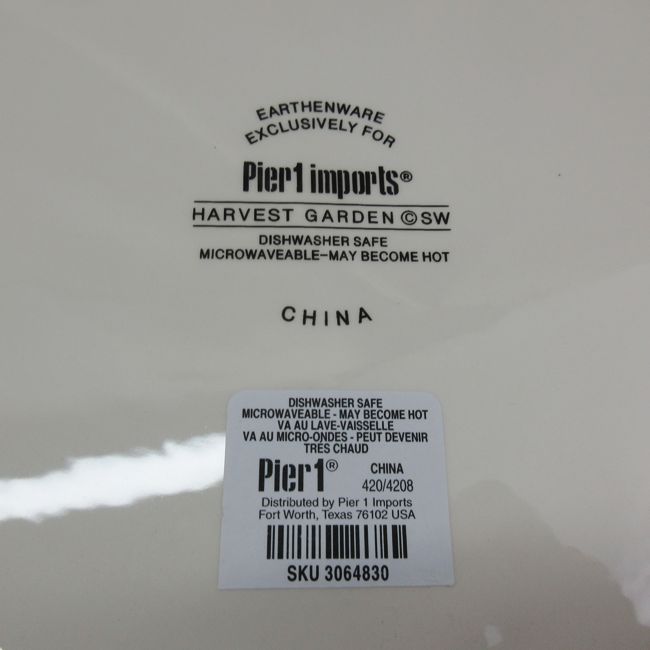 EARTHENWARE
EXCLUSIVELY FOR
Pier1 imports®
HARVEST GARDEN ©SW
DISHWASHER SAFE
MICROWAVEABLE-MAY BECOME HOT
CHINA
DISHWASHER SAFE
MICROWAVEABLE - MAY BECOME HOT
VA AU LAVE-VAISSELLE
VA AU MICRO-ONDES - PEUT DEVENIR
TRÈS CHAUD
Pier1® CHINA
420/4208
Distributed by Pier 1 Imports
Fort Worth, Texas 76102 USA
SKU 3064830